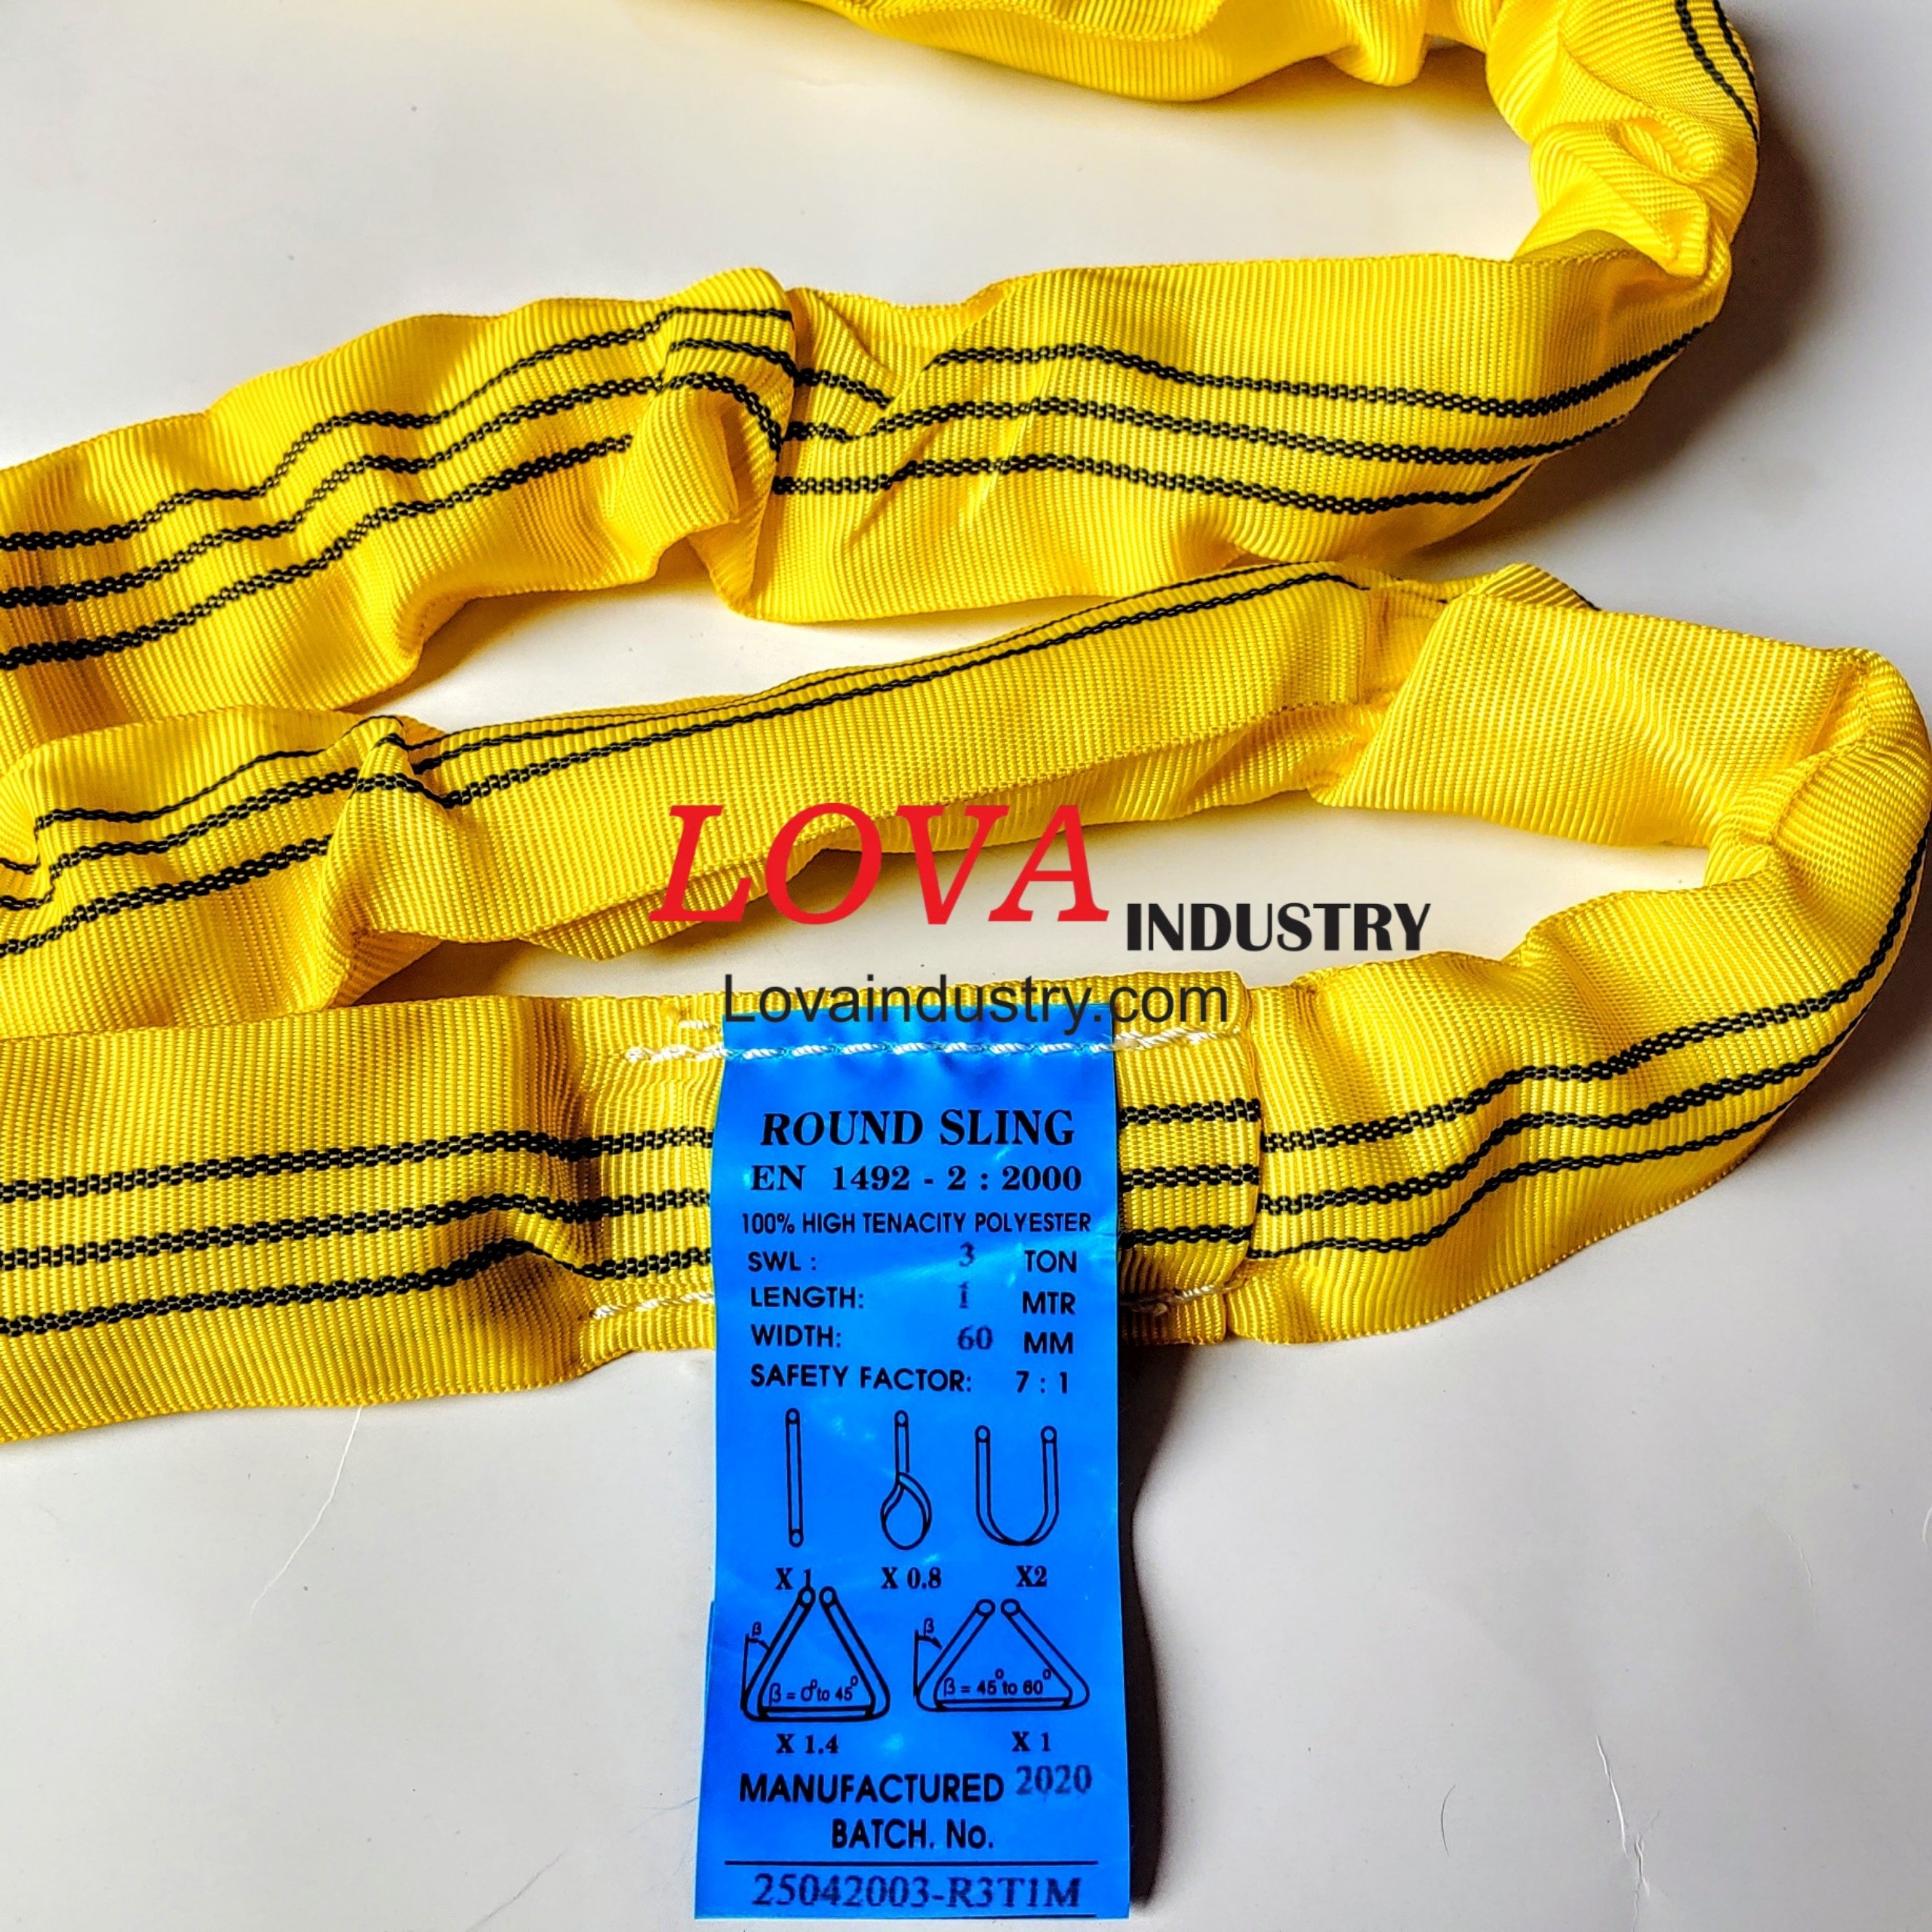 LOVA INDUSTRY
Lovaindustry.com
ROUND SLING
EN 1492 - 2 : 2000
100% HIGH TENACITY POLYESTER
SWL : 3 TON
LENGTH: 1 MTR
WIDTH: 60 MM
SAFETY FACTOR: 7 : 1
X 1 X 0.8 X2
β β
β = 0° to 45° β = 45° to 60°
X 1.4 X 1
MANUFACTURED 2020
BATCH. No.
25042003-R3T1M